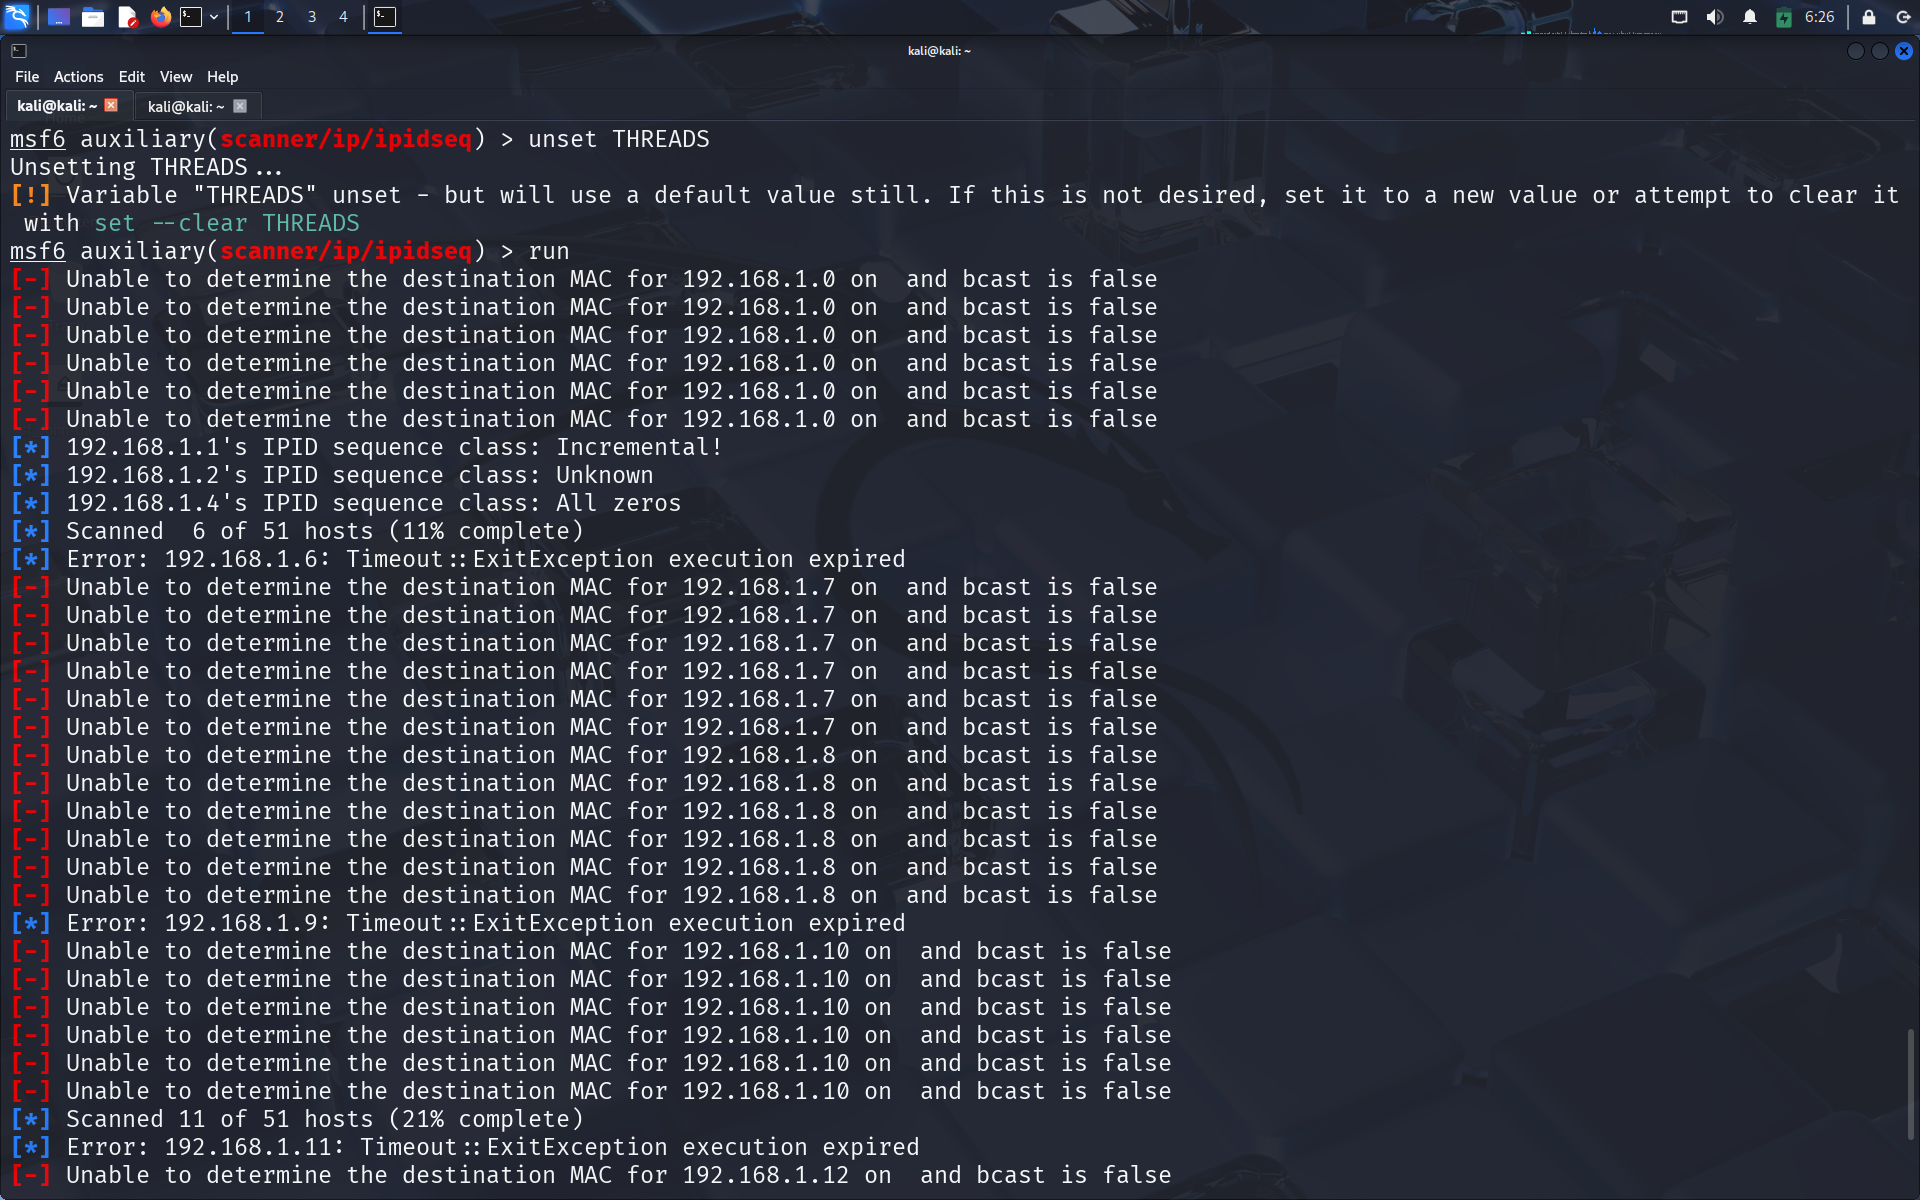 1 2 3 4
6:26
kali@kali: ~
File Actions Edit View Help
kali@kali: ~ kali@kali: ~
msf6 auxiliary(scanner/ip/ipidseq) > unset THREADS
Unsetting THREADS...
[!] Variable "THREADS" unset - but will use a default value still. If this is not desired, set it to a new value or attempt to clear it
with set --clear THREADS
msf6 auxiliary(scanner/ip/ipidseq) > run
[-] Unable to determine the destination MAC for 192.168.1.0 on  and bcast is false
[-] Unable to determine the destination MAC for 192.168.1.0 on  and bcast is false
[-] Unable to determine the destination MAC for 192.168.1.0 on  and bcast is false
[-] Unable to determine the destination MAC for 192.168.1.0 on  and bcast is false
[-] Unable to determine the destination MAC for 192.168.1.0 on  and bcast is false
[-] Unable to determine the destination MAC for 192.168.1.0 on  and bcast is false
[*] 192.168.1.1's IPID sequence class: Incremental!
[*] 192.168.1.2's IPID sequence class: Unknown
[*] 192.168.1.4's IPID sequence class: All zeros
[*] Scanned  6 of 51 hosts (11% complete)
[*] Error: 192.168.1.6: Timeout::ExitException execution expired
[-] Unable to determine the destination MAC for 192.168.1.7 on  and bcast is false
[-] Unable to determine the destination MAC for 192.168.1.7 on  and bcast is false
[-] Unable to determine the destination MAC for 192.168.1.7 on  and bcast is false
[-] Unable to determine the destination MAC for 192.168.1.7 on  and bcast is false
[-] Unable to determine the destination MAC for 192.168.1.7 on  and bcast is false
[-] Unable to determine the destination MAC for 192.168.1.7 on  and bcast is false
[-] Unable to determine the destination MAC for 192.168.1.8 on  and bcast is false
[-] Unable to determine the destination MAC for 192.168.1.8 on  and bcast is false
[-] Unable to determine the destination MAC for 192.168.1.8 on  and bcast is false
[-] Unable to determine the destination MAC for 192.168.1.8 on  and bcast is false
[-] Unable to determine the destination MAC for 192.168.1.8 on  and bcast is false
[-] Unable to determine the destination MAC for 192.168.1.8 on  and bcast is false
[*] Error: 192.168.1.9: Timeout::ExitException execution expired
[-] Unable to determine the destination MAC for 192.168.1.10 on  and bcast is false
[-] Unable to determine the destination MAC for 192.168.1.10 on  and bcast is false
[-] Unable to determine the destination MAC for 192.168.1.10 on  and bcast is false
[-] Unable to determine the destination MAC for 192.168.1.10 on  and bcast is false
[-] Unable to determine the destination MAC for 192.168.1.10 on  and bcast is false
[-] Unable to determine the destination MAC for 192.168.1.10 on  and bcast is false
[*] Scanned 11 of 51 hosts (21% complete)
[*] Error: 192.168.1.11: Timeout::ExitException execution expired
[-] Unable to determine the destination MAC for 192.168.1.12 on  and bcast is false